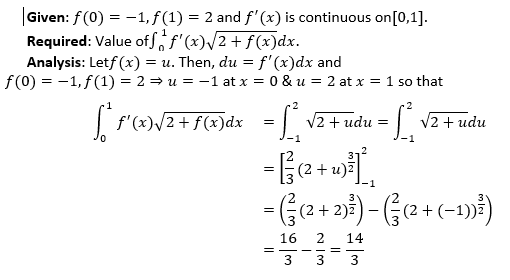 Given: f(0) = −1, f(1) = 2 and f′(x) is continuous on [0,1].
Required: Value of ∫₀¹ f′(x)√(2 + f(x))dx.
Analysis: Let f(x) = u. Then, du = f′(x)dx and
f(0) = −1, f(1) = 2 ⇒ u = −1 at x = 0 & u = 2 at x = 1 so that
∫₀¹ f′(x)√(2 + f(x))dx = ∫₋₁² √(2 + u)du = ∫₋₁² √(2 + u)du
= [2/3 (2 + u)^(3/2)]₋₁²
= (2/3 (2 + 2)^(3/2)) − (2/3 (2 + (−1))^(3/2))
= 16/3 − 2/3 = 14/3